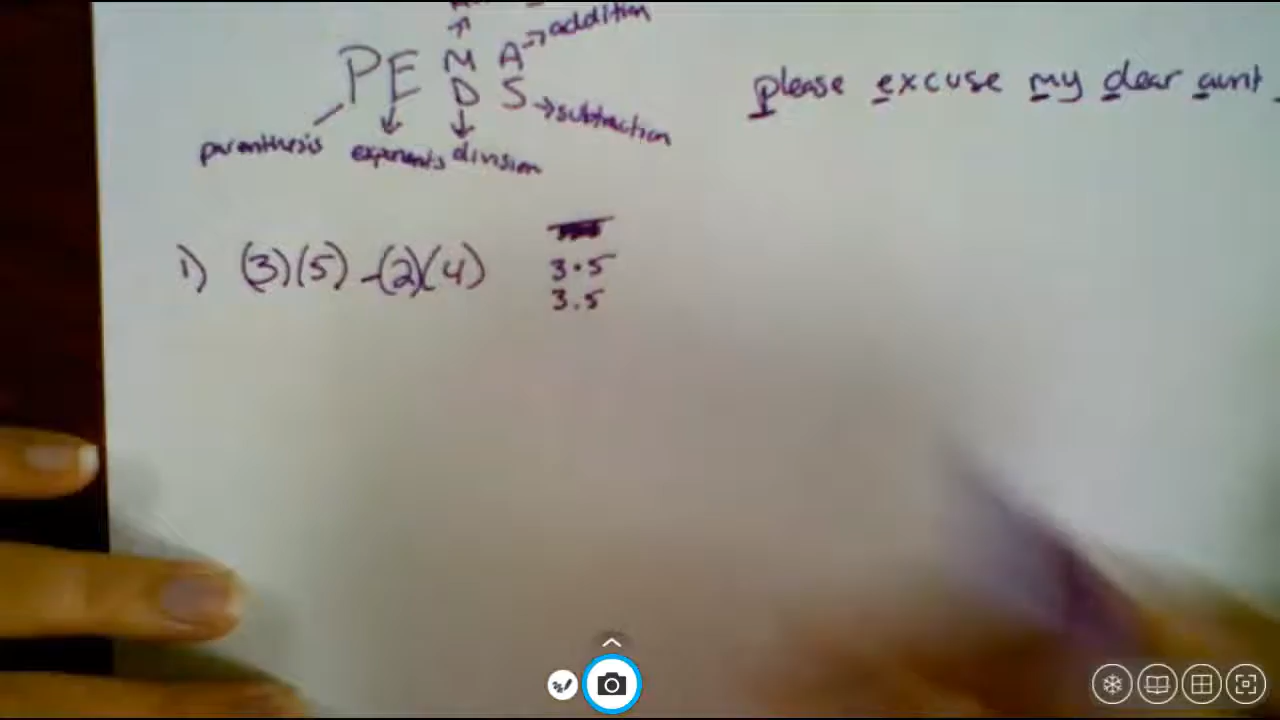 P E M A → addition
D S → subtraction
parenthesis exponents division
please excuse my dear aunt
1) (3)(5) - (2)(4)
3·5
3.5